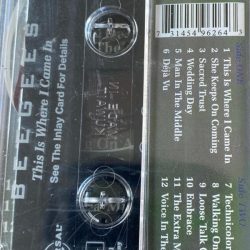 BEE GEES
This Is Where I Came In
See The Inlay Card For Details
MADE IN
7 31454 96264
1 This Is Where I Came In
2 She Keeps On Coming
3 Sacred Trust
4 Wedding Day
5 Man In The Middle
6 Déjà Vu
7 Technicol
8 Walking On
9 Loose Talk C
10 Embrace
11 The Extra M
12 Voice In The